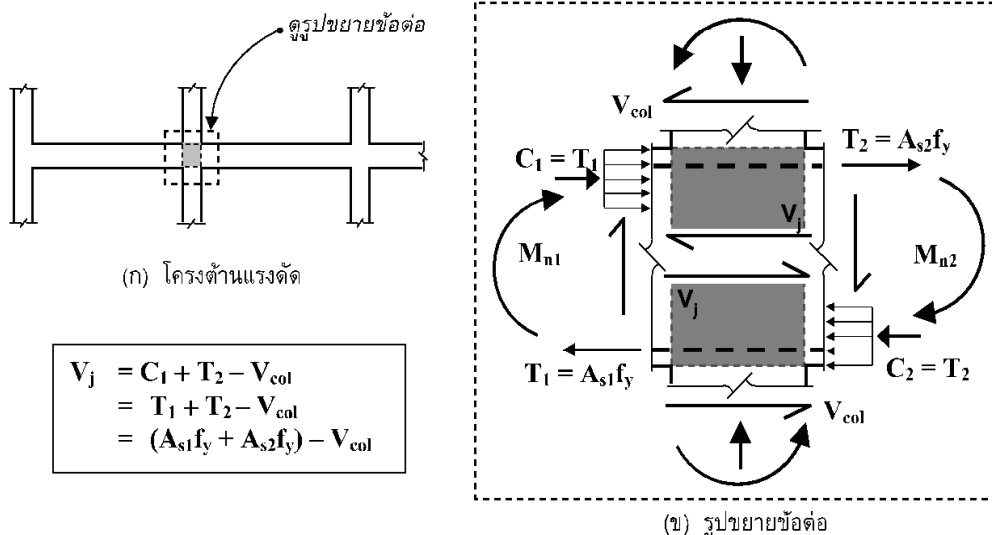 ดูรูปขยายข้อต่อ
(ก) โครงต้านแรงดัด
V_j = C_1 + T_2 − V_col
= T_1 + T_2 − V_col
= (A_s1f_y + A_s2f_y) − V_col
V_col
C_1 = T_1
T_2 = A_s2f_y
V_j
M_n1
M_n2
V_j
T_1 = A_s1f_y
C_2 = T_2
V_col
(ข) รูปขยายข้อต่อ